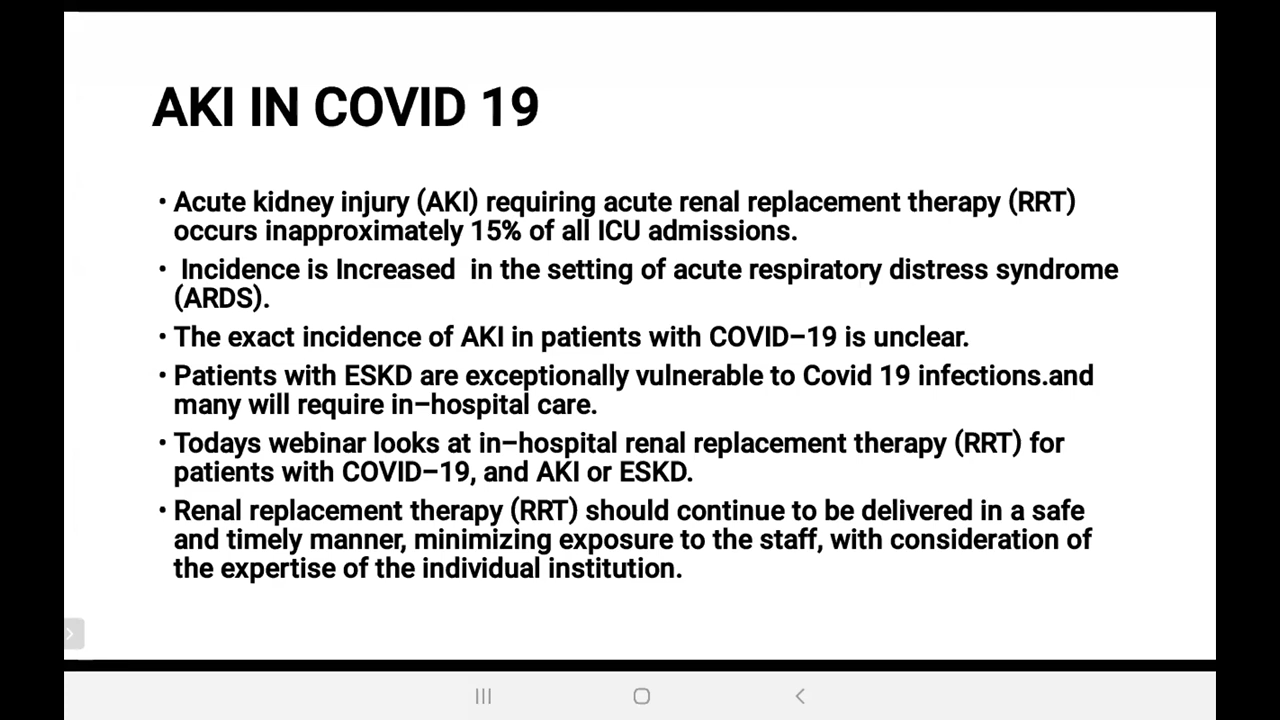 AKI IN COVID 19
• Acute kidney injury (AKI) requiring acute renal replacement therapy (RRT)
occurs inapproximately 15% of all ICU admissions.
• Incidence is Increased in the setting of acute respiratory distress syndrome
(ARDS).
• The exact incidence of AKI in patients with COVID–19 is unclear.
• Patients with ESKD are exceptionally vulnerable to Covid 19 infections.and
many will require in–hospital care.
• Todays webinar looks at in–hospital renal replacement therapy (RRT) for
patients with COVID–19, and AKI or ESKD.
• Renal replacement therapy (RRT) should continue to be delivered in a safe
and timely manner, minimizing exposure to the staff, with consideration of
the expertise of the individual institution.